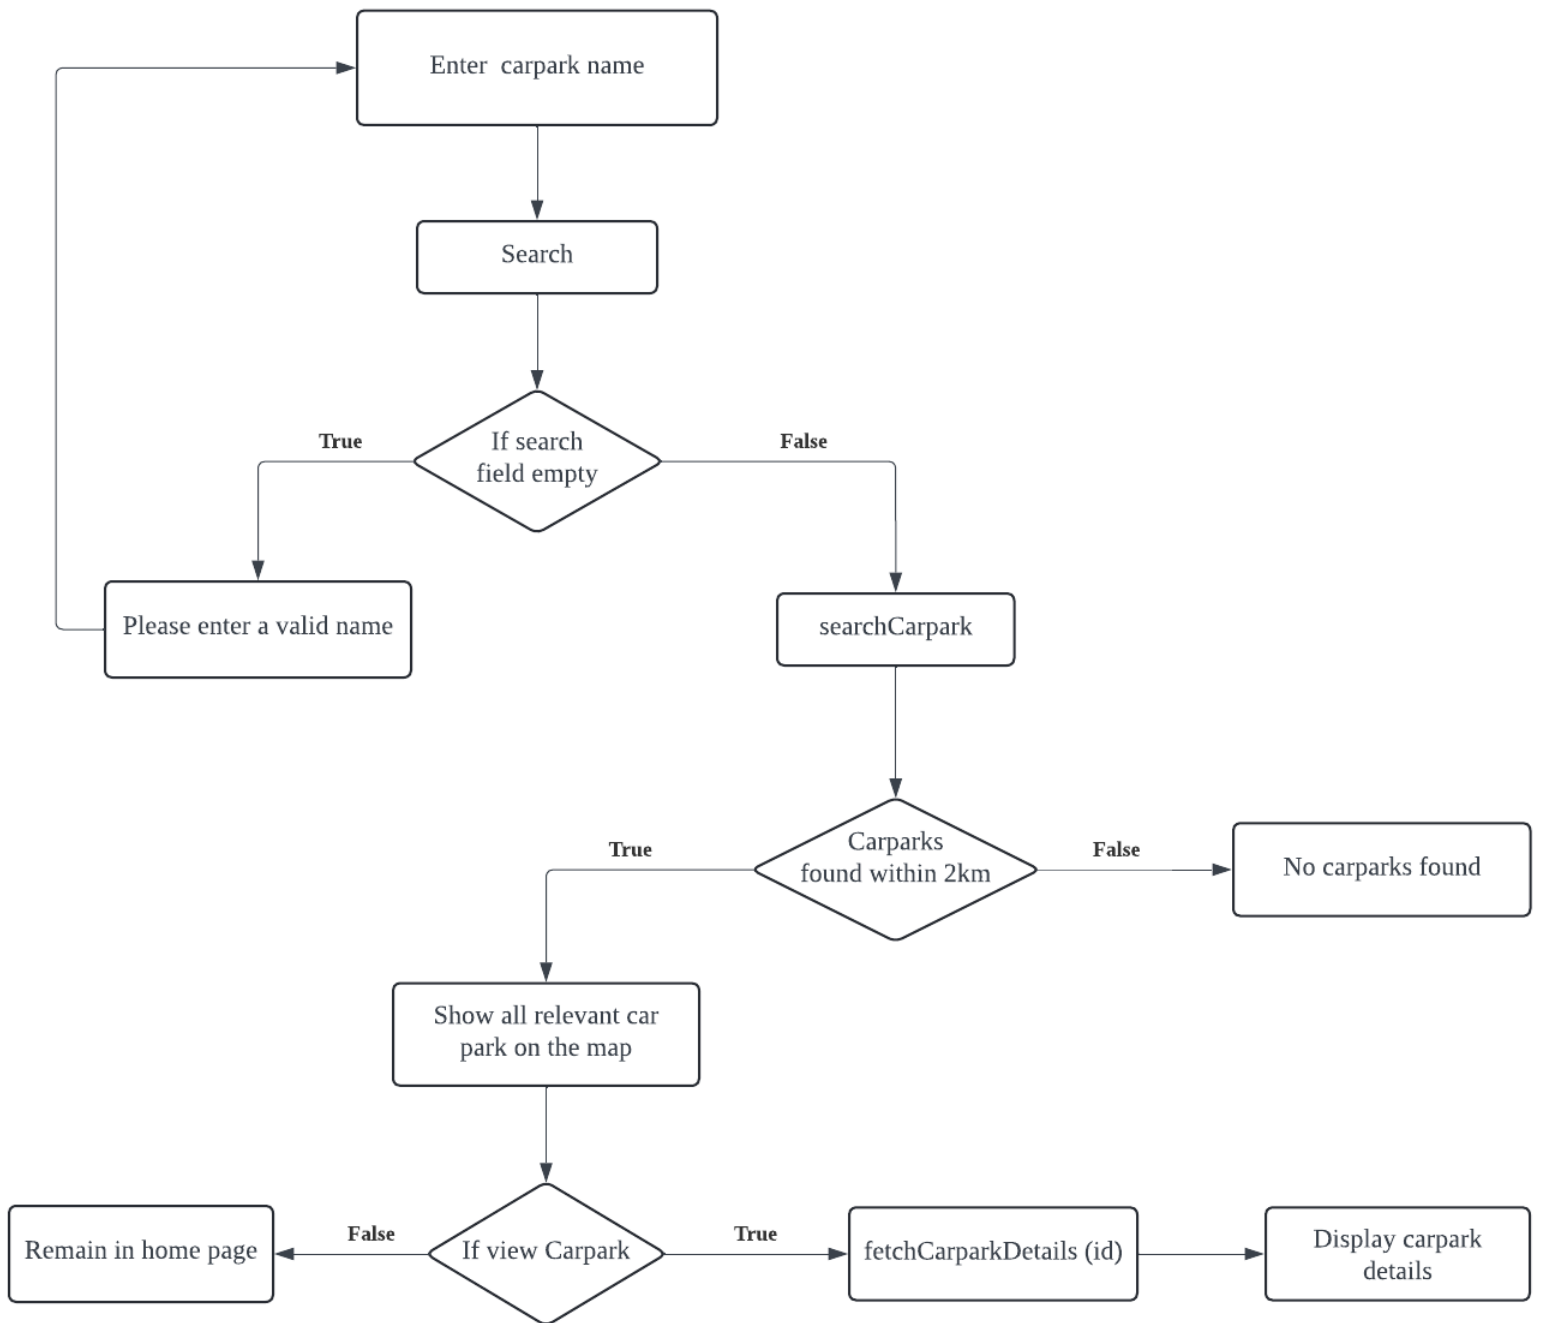 Enter  carpark name
Search
If search
field empty
True
False
Please enter a valid name
searchCarpark
Carparks
found within 2km
True
False
No carparks found
Show all relevant car
park on the map
If view Carpark
False
True
Remain in home page
fetchCarparkDetails (id)
Display carpark
details